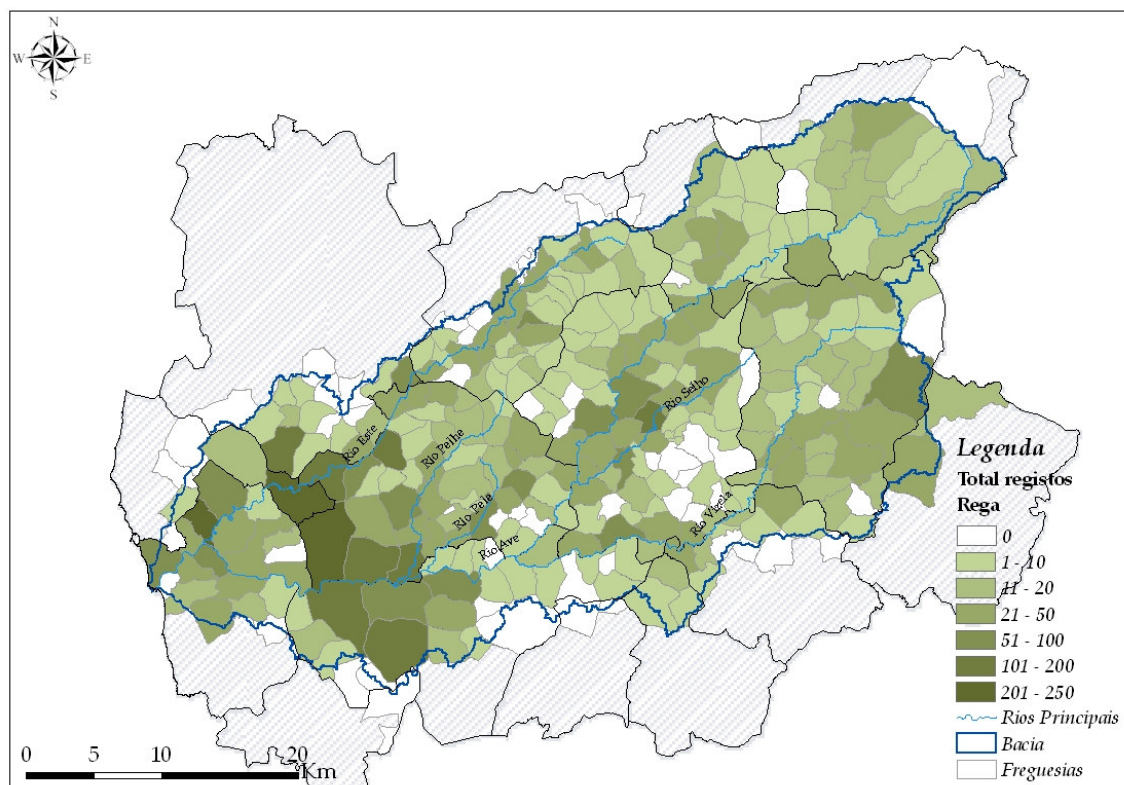 N
W E
S
Rio Selho
Rio Este
Rio Pelhe
Rio Pele
Rio Vizela
Rio Ave
Legenda
Total registos
Rega
0
1 - 10
11 - 20
21 - 50
51 - 100
101 - 200
201 - 250
Rios Principais
Bacia
Freguesias
0 5 10 20
Km